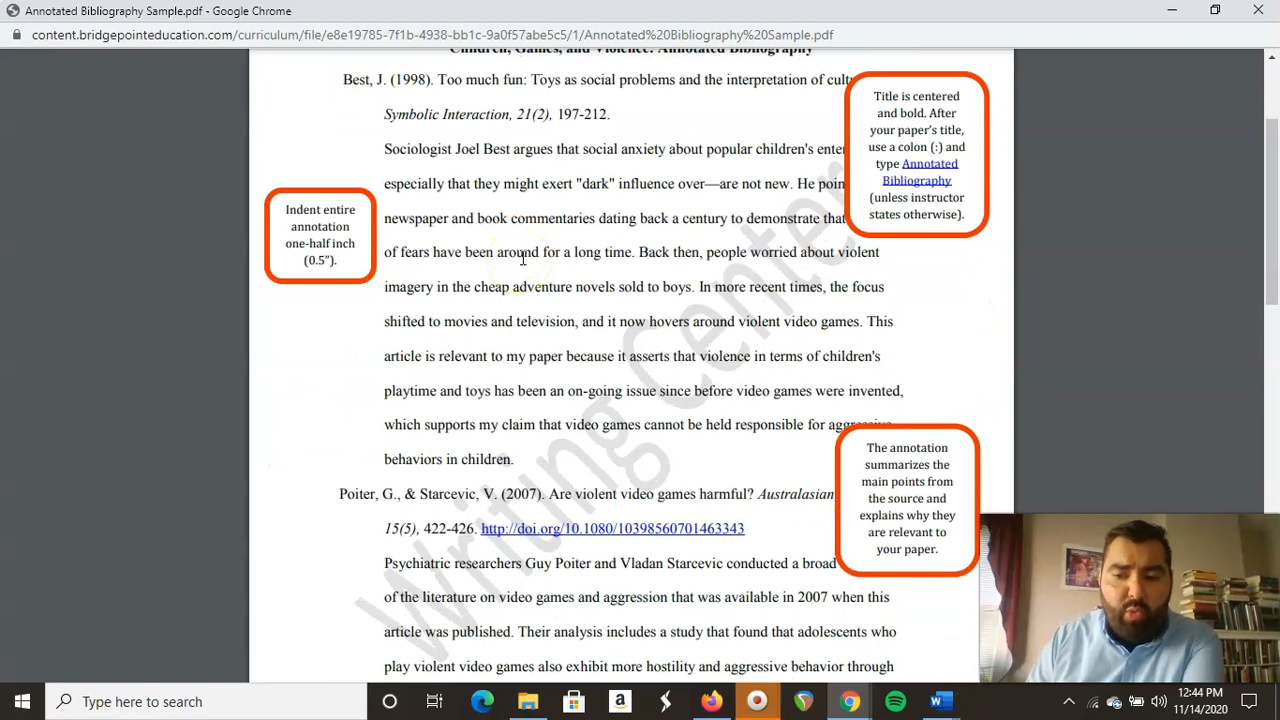 Annotated Bibliography Sample.pdf - Google Chrome
content.bridgepointeducation.com/curriculum/file/e8e19785-7f1b-4938-bb1c-9a0f57abe5c5/1/Annotated%20Bibliography%20Sample.pdf
Children, Games, and Violence: Annotated Bibliography
Best, J. (1998). Too much fun: Toys as social problems and the interpretation of
Symbolic Interaction, 21(2), 197-212.
Sociologist Joel Best argues that social anxiety about popular children's
especially that they might exert "dark" influence over—are not new. He
newspaper and book commentaries dating back a century to demonstrate that
of fears have been around for a long time. Back then, people worried about violent
imagery in the cheap adventure novels sold to boys. In more recent times, the focus
shifted to movies and television, and it now hovers around violent video games. This
article is relevant to my paper because it asserts that violence in terms of children's
playtime and toys has been an on-going issue since before video games were invented,
which supports my claim that video games cannot be held responsible for aggressive
behaviors in children.
Poiter, G., & Starcevic, V. (2007). Are violent video games harmful? Australasian
15(5), 422-426. http://doi.org/10.1080/10398560701463343
Psychiatric researchers Guy Poiter and Vladan Starcevic conducted a broad
of the literature on video games and aggression that was available in 2007 when this
article was published. Their analysis includes a study that found that adolescents who
play violent video games also exhibit more hostility and aggressive behavior through
Title is centered
and bold. After
your paper's title,
use a colon (:) and
type Annotated
Bibliography
(unless instructor
states otherwise).
Indent entire
annotation
one-half inch
(0.5").
The annotation
summarizes the
main points from
the source and
explains why they
are relevant to
your paper.
Writing Center
Type here to search
12:44 PM
11/14/2020